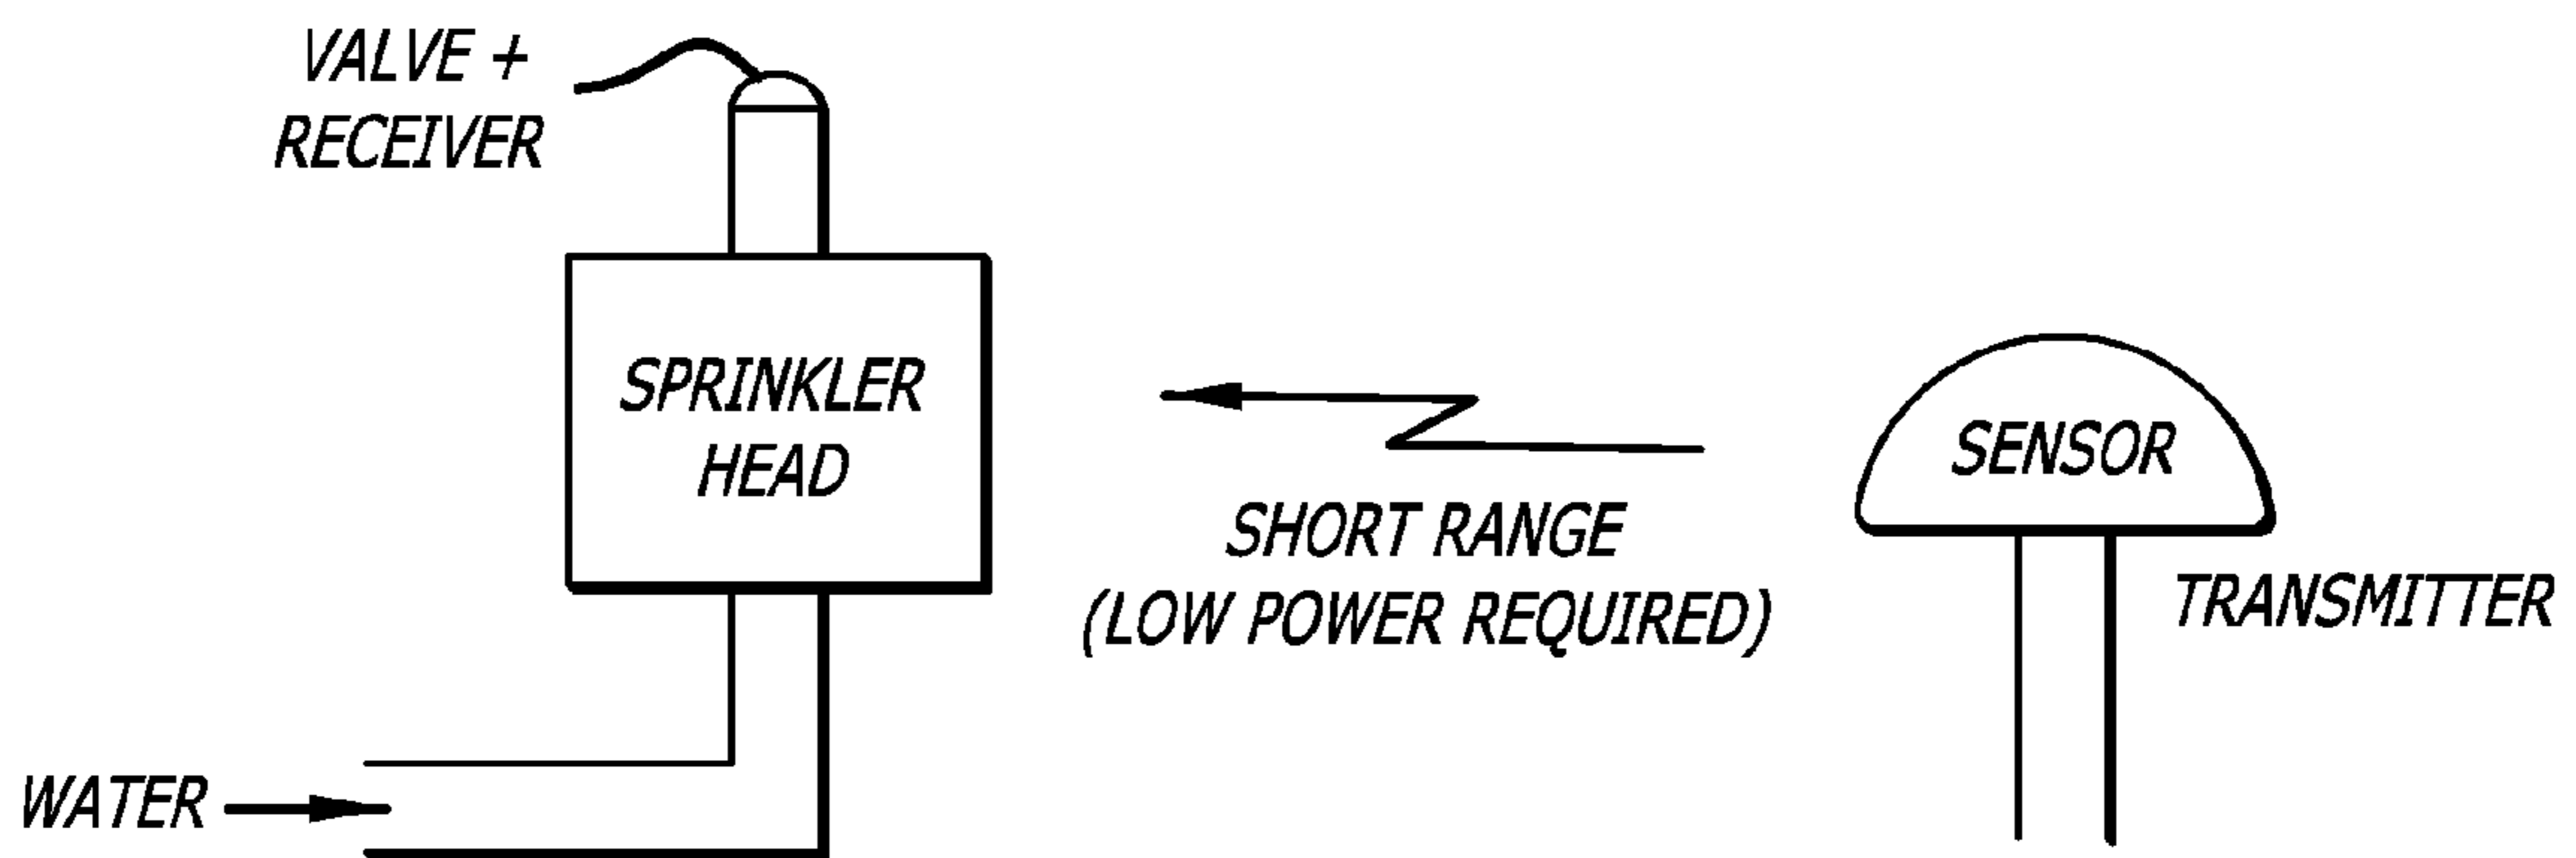 VALVE +
RECEIVER
SPRINKLER
HEAD
SENSOR
SHORT RANGE
(LOW POWER REQUIRED)
TRANSMITTER
WATER